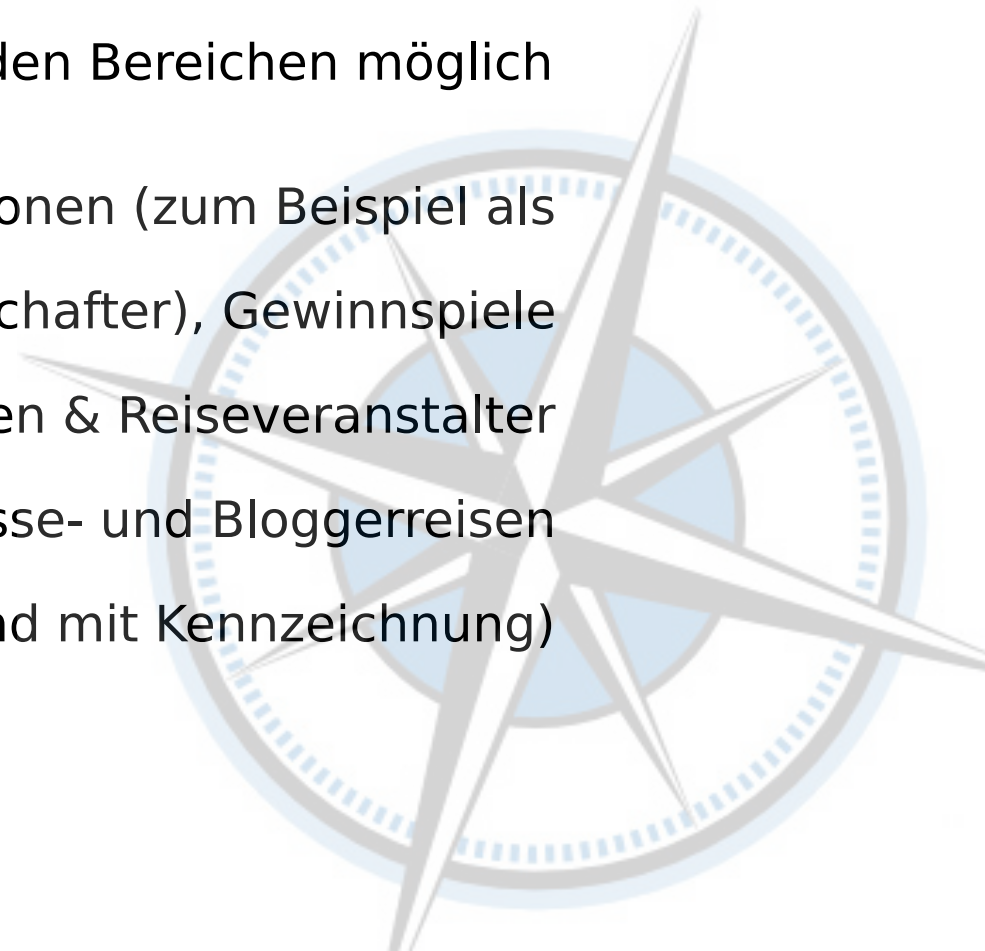 den Bereichen möglich
onen (zum Beispiel als
chafter), Gewinnspiele
en & Reiseveranstalter
sse- und Bloggerreisen
nd mit Kennzeichnung)